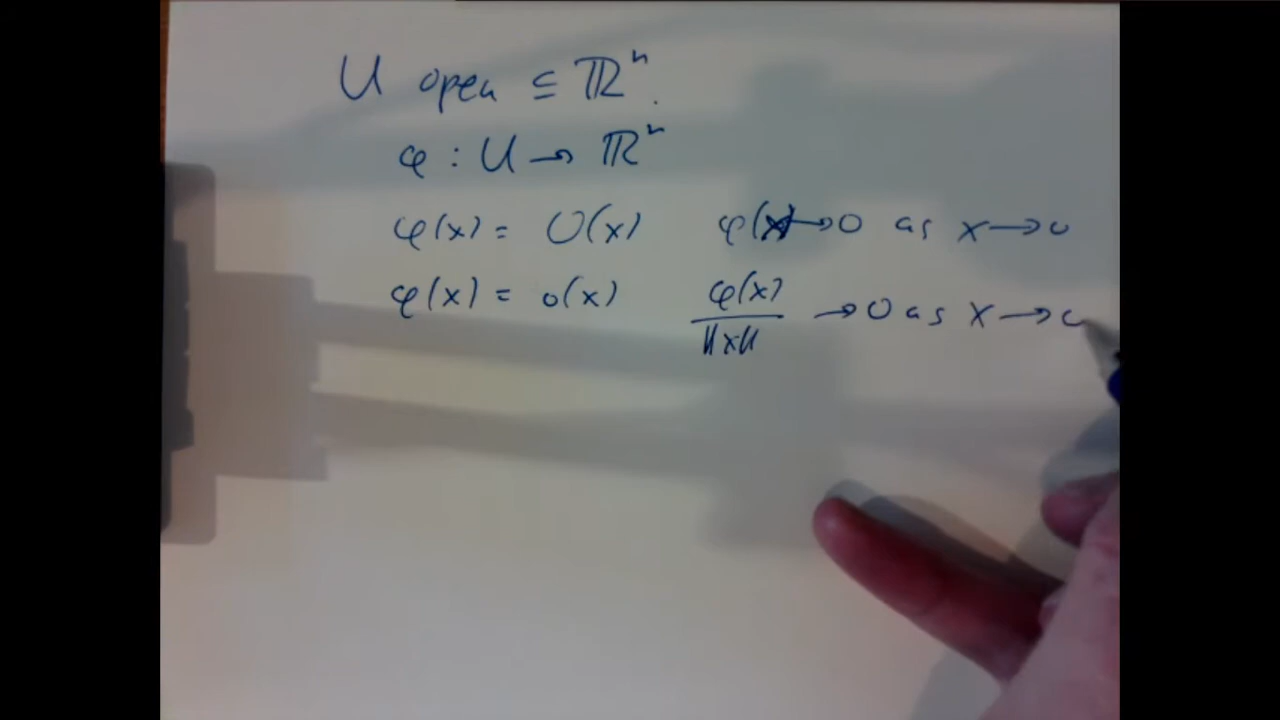 U open ⊆ ℝⁿ.
φ : U → ℝⁿ
φ(x) = O(x) φ(x) → 0 as x → 0
φ(x) = o(x) φ(x)/‖x‖ → 0 as x → 0